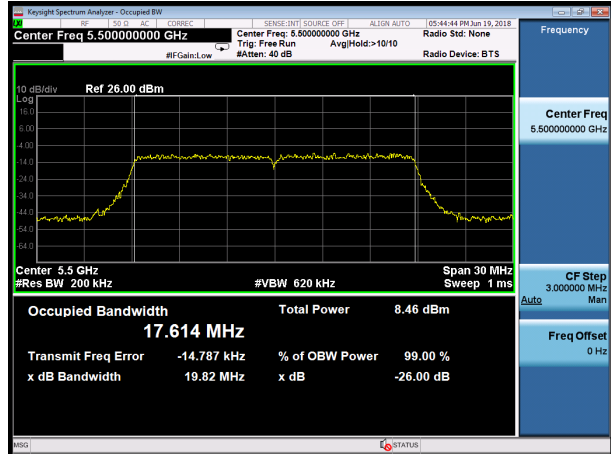 Keysight Spectrum Analyzer - Occupied BW
LXI RF 50 Ω AC CORREC SENSE:INT SOURCE OFF ALIGN AUTO 05:44:44 PM Jun 19, 2018
Center Freq 5.500000000 GHz
Center Freq: 5.500000000 GHz Radio Std: None
Trig: Free Run Avg|Hold:>10/10
#IFGain:Low #Atten: 40 dB Radio Device: BTS
Frequency
10 dB/div Ref 26.00 dBm
Log
16.0
6.00
-4.00
-14.0
-24.0
-34.0
-44.0
-54.0
-64.0
Center 5.5 GHz Span 30 MHz
#Res BW 200 kHz #VBW 620 kHz Sweep 1 ms
Center Freq
5.500000000 GHz
CF Step
3.000000 MHz
Auto Man
Freq Offset
0 Hz
Occupied Bandwidth Total Power 8.46 dBm
17.614 MHz
Transmit Freq Error -14.787 kHz % of OBW Power 99.00 %
x dB Bandwidth 19.82 MHz x dB -26.00 dB
MSG STATUS